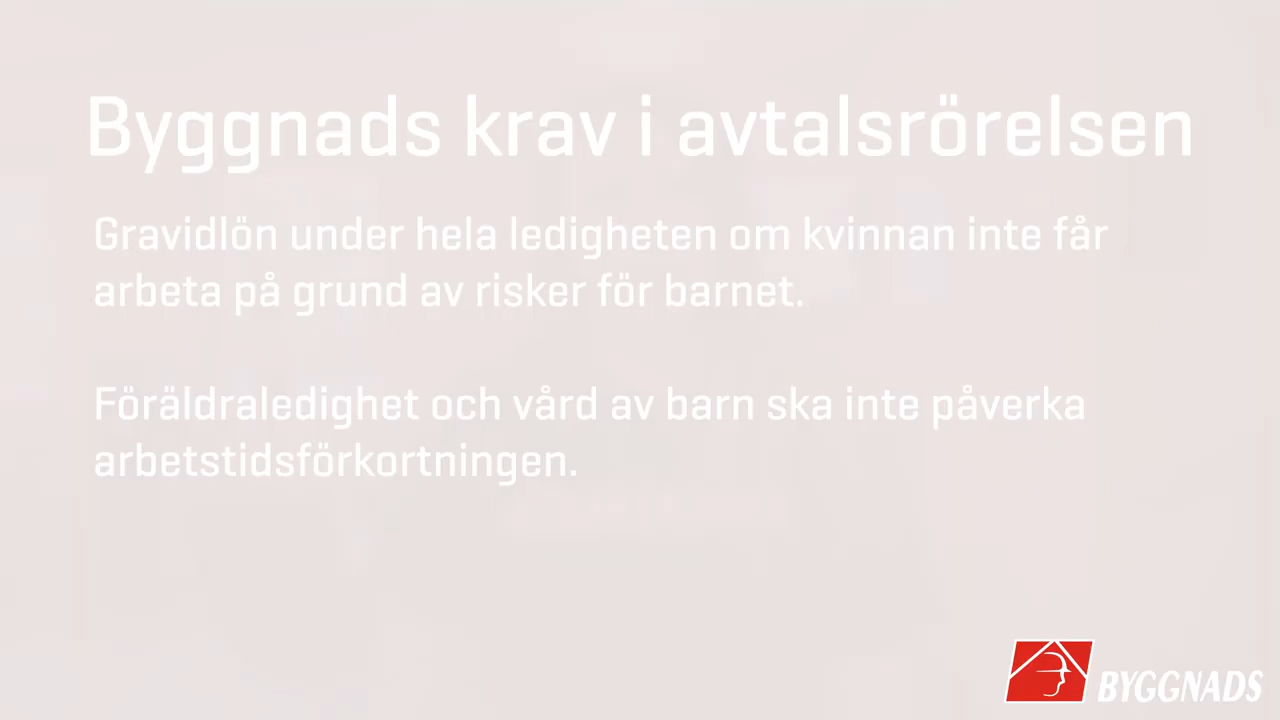 Byggnads krav i avtalsrörelsen
Gravidlön under hela ledigheten om kvinnan inte får
arbeta på grund av risker för barnet.
Föräldraledighet och vård av barn ska inte påverka
arbetstidsförkortningen.
BYGGNADS